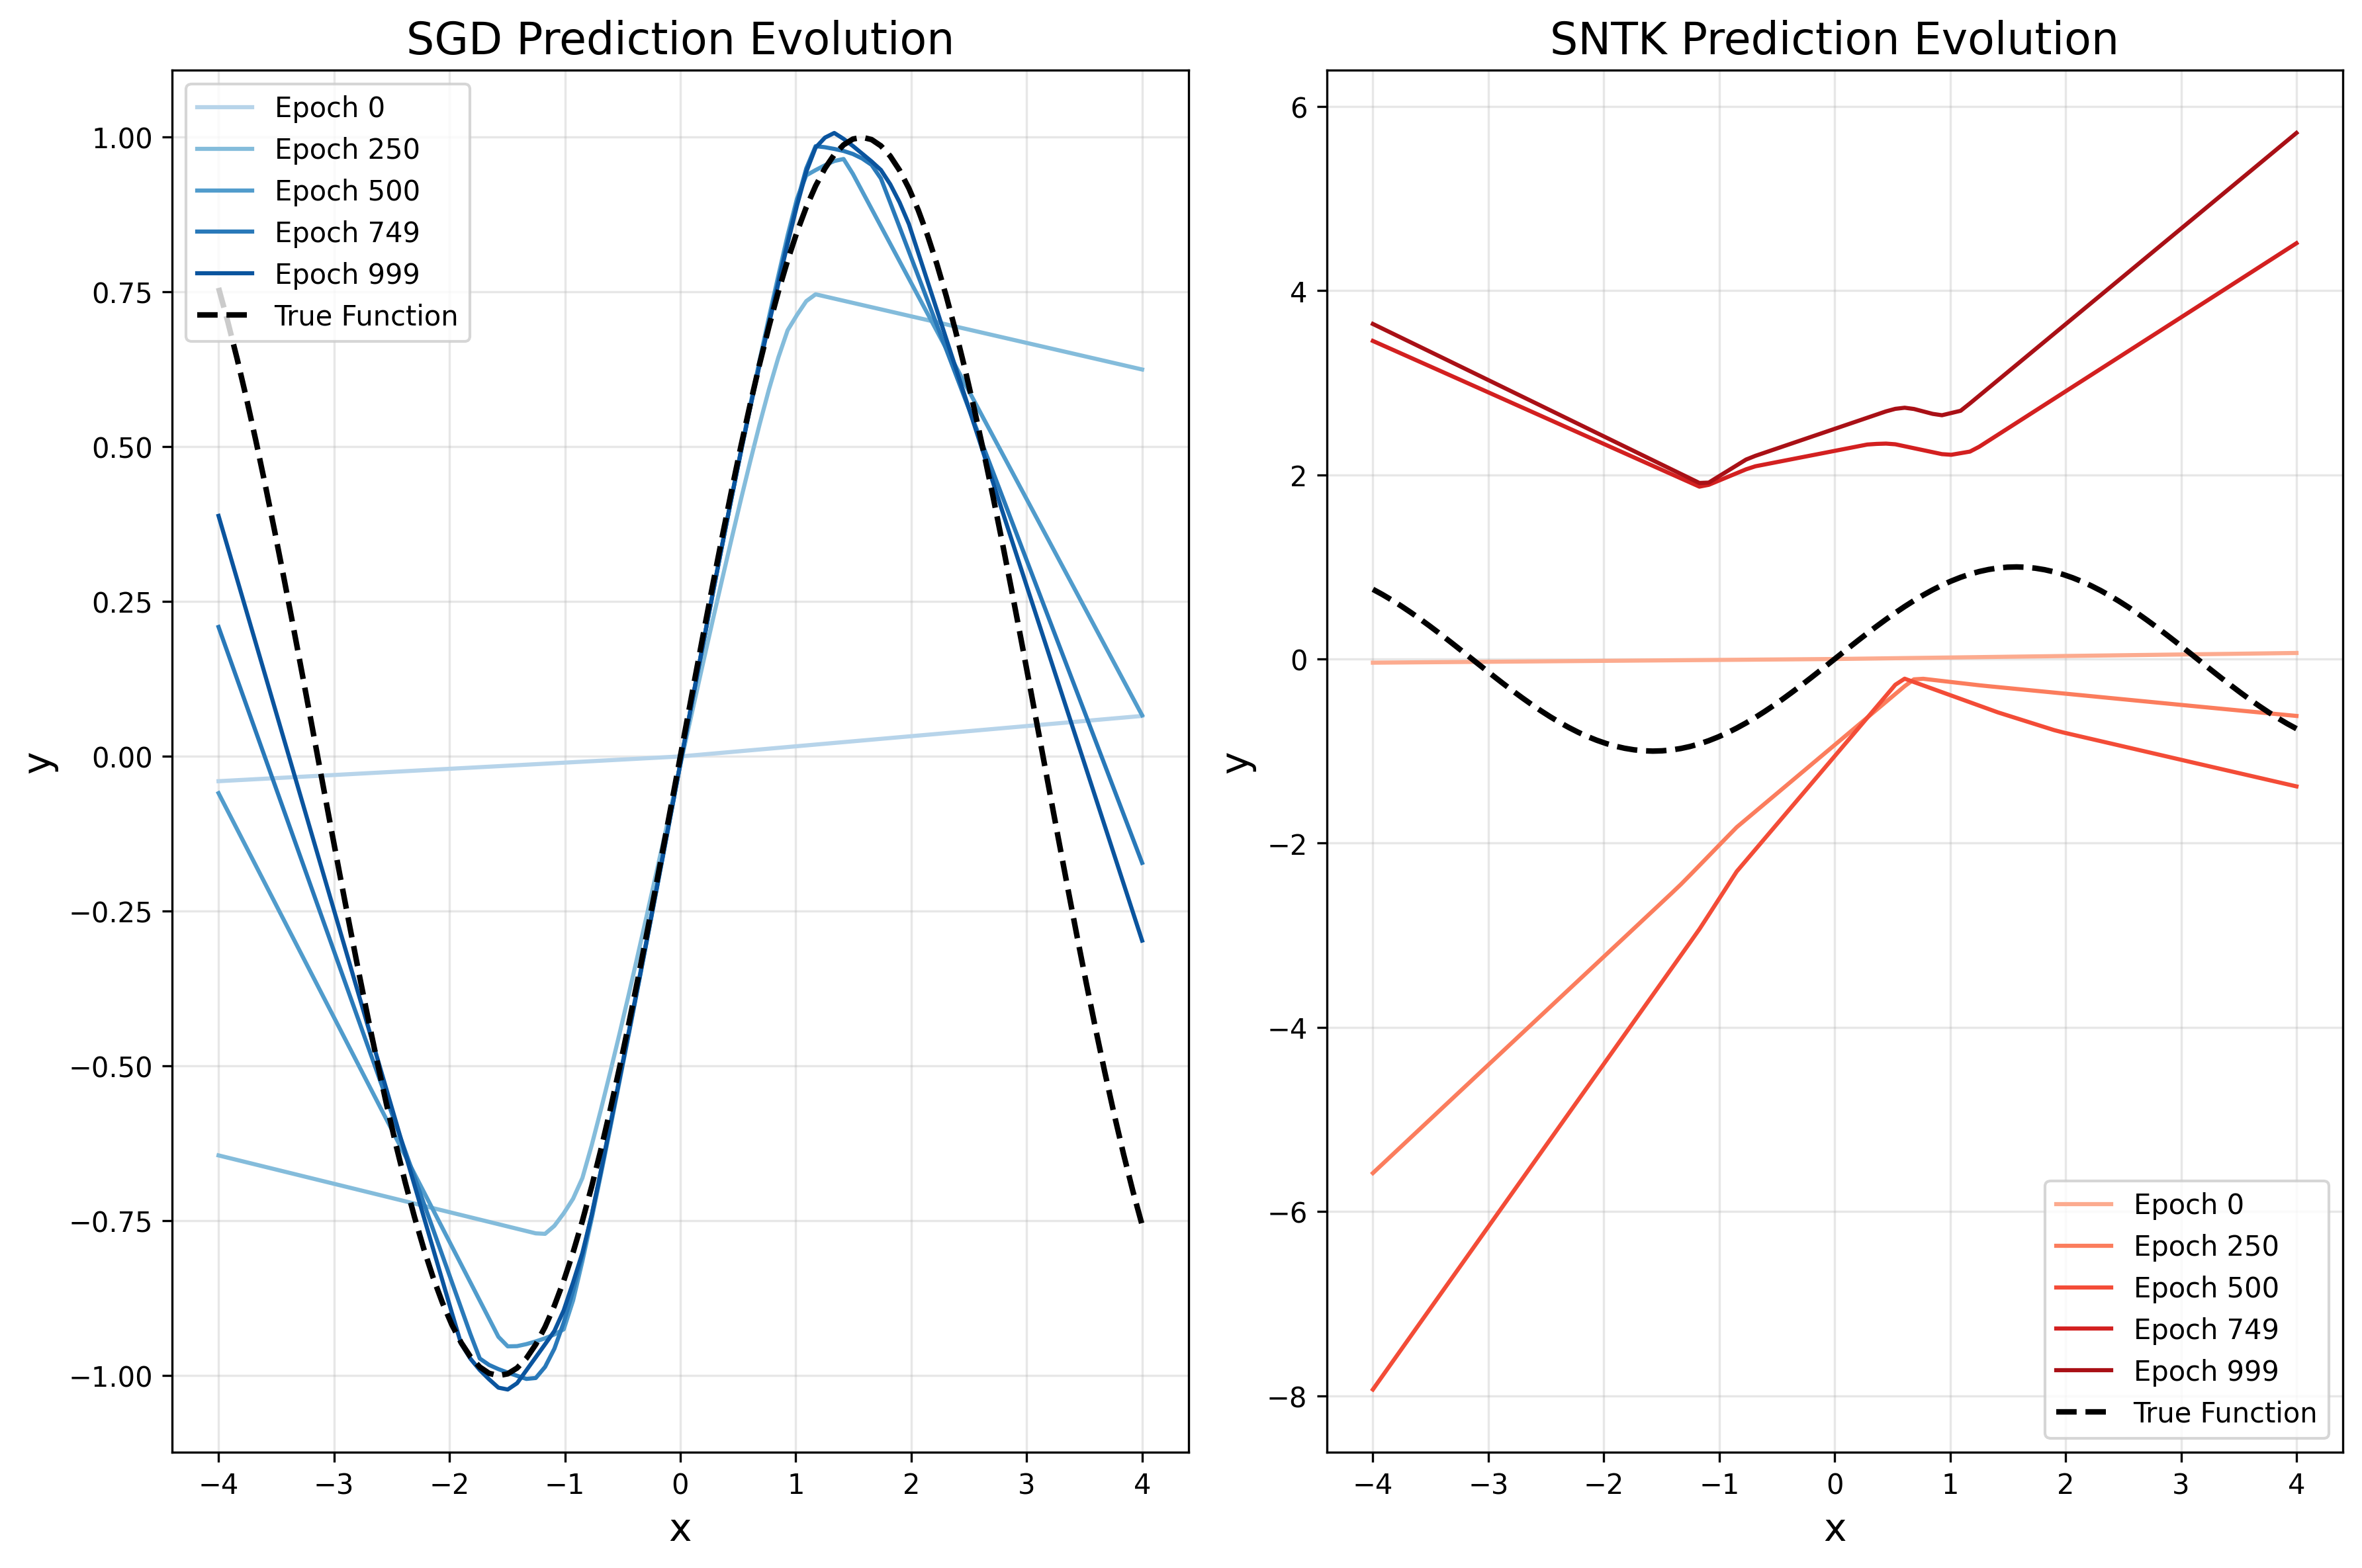 SGD Prediction Evolution
Epoch 0
Epoch 250
Epoch 500
Epoch 749
Epoch 999
True Function
1.00
0.75
0.50
0.25
0.00
−0.25
−0.50
−0.75
−1.00
y
−4 −3 −2 −1 0 1 2 3 4
x
SNTK Prediction Evolution
6
4
2
0
−2
−4
−6
−8
y
Epoch 0
Epoch 250
Epoch 500
Epoch 749
Epoch 999
True Function
−4 −3 −2 −1 0 1 2 3 4
x